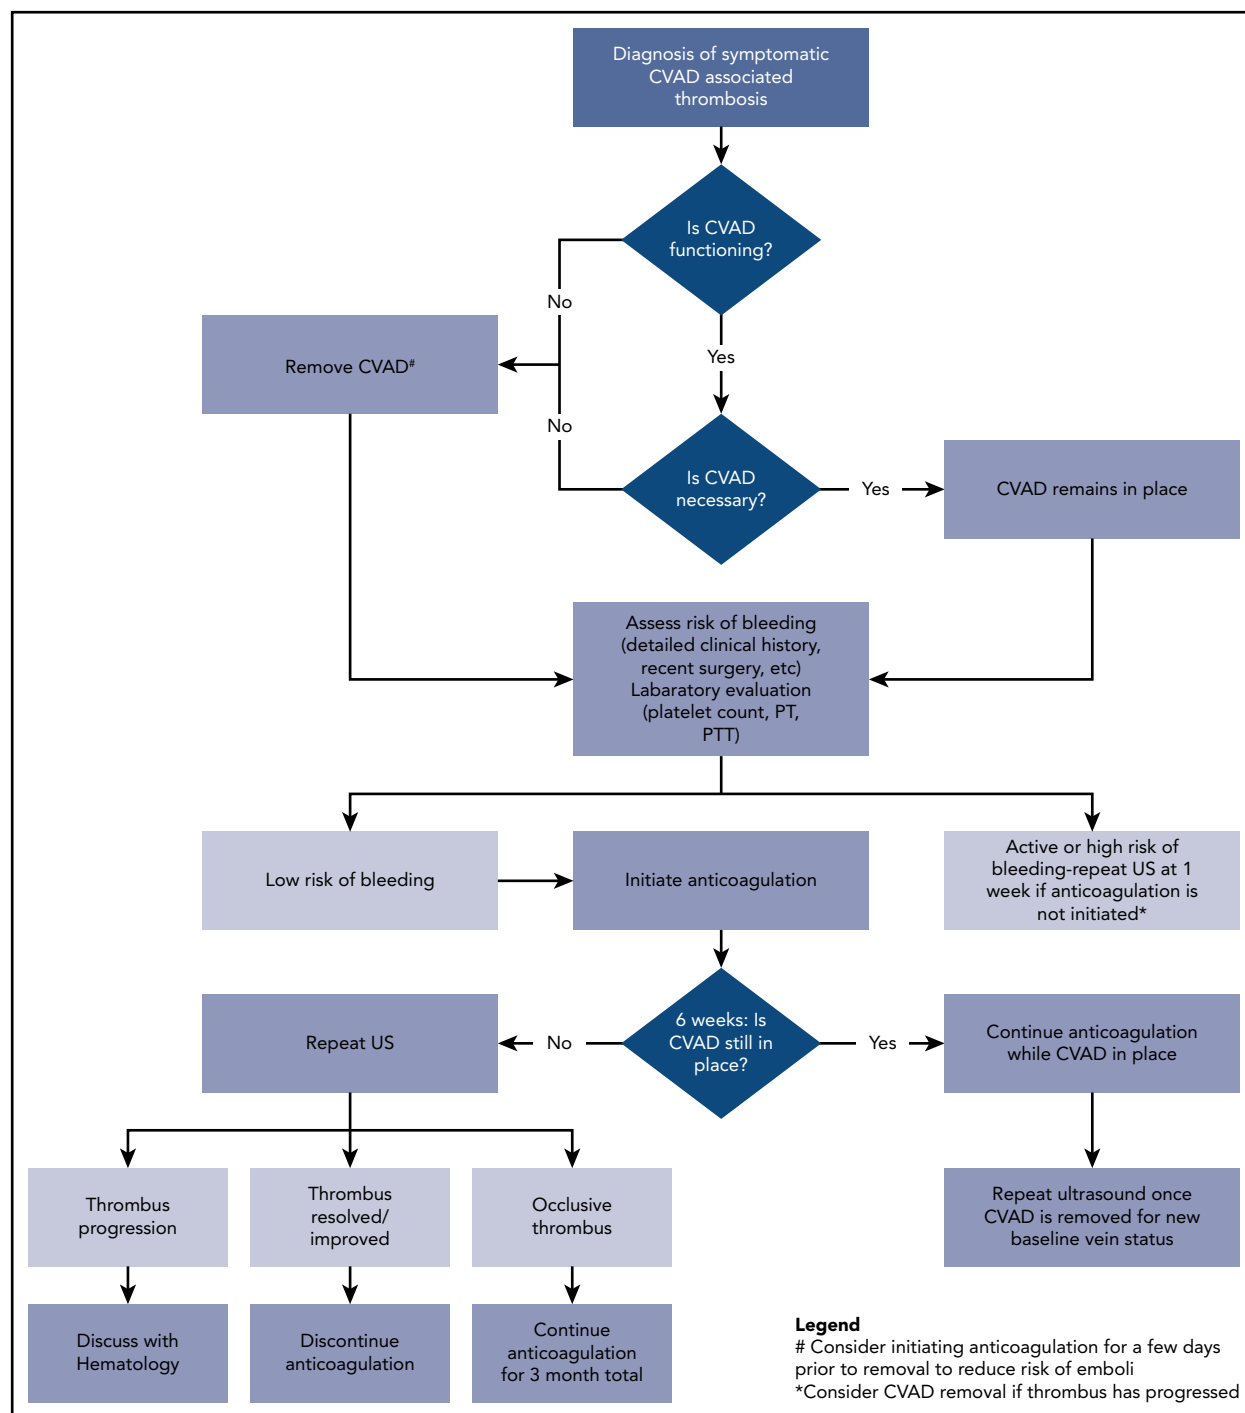 Diagnosis of symptomatic
CVAD associated
thrombosis
Is CVAD
functioning?
No
Yes
Remove CVAD#
No
Is CVAD
necessary?
Yes
CVAD remains in place
Assess risk of bleeding
(detailed clinical history,
recent surgery, etc)
Labaratory evaluation
(platelet count, PT,
PTT)
Low risk of bleeding
Initiate anticoagulation
Active or high risk of
bleeding-repeat US at 1
week if anticoagulation is
not initiated*
Repeat US
No
6 weeks: Is
CVAD still in
place?
Yes
Continue anticoagulation
while CVAD in place
Thrombus
progression
Thrombus
resolved/
improved
Occlusive
thrombus
Repeat ultrasound once
CVAD is removed for new
baseline vein status
Discuss with
Hematology
Discontinue
anticoagulation
Continue
anticoagulation
for 3 month total
Legend
# Consider initiating anticoagulation for a few days
prior to removal to reduce risk of emboli
*Consider CVAD removal if thrombus has progressed